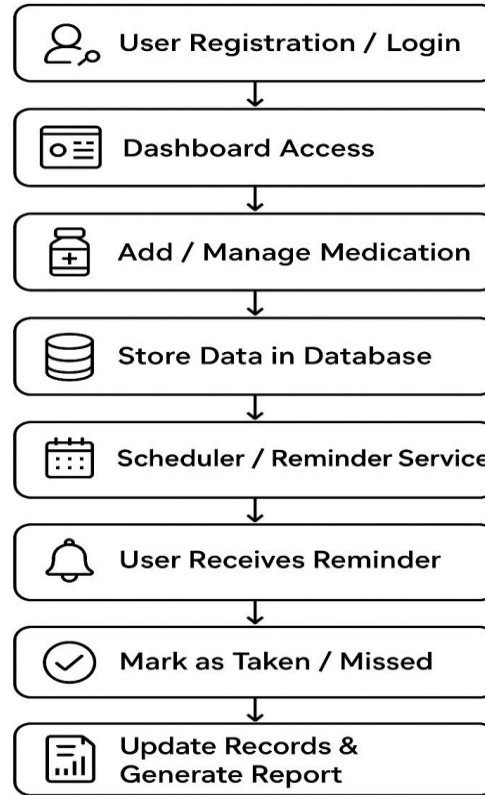 User Registration / Login
Dashboard Access
Add / Manage Medication
Store Data in Database
Scheduler / Reminder Service
User Receives Reminder
Mark as Taken / Missed
Update Records &
Generate Report